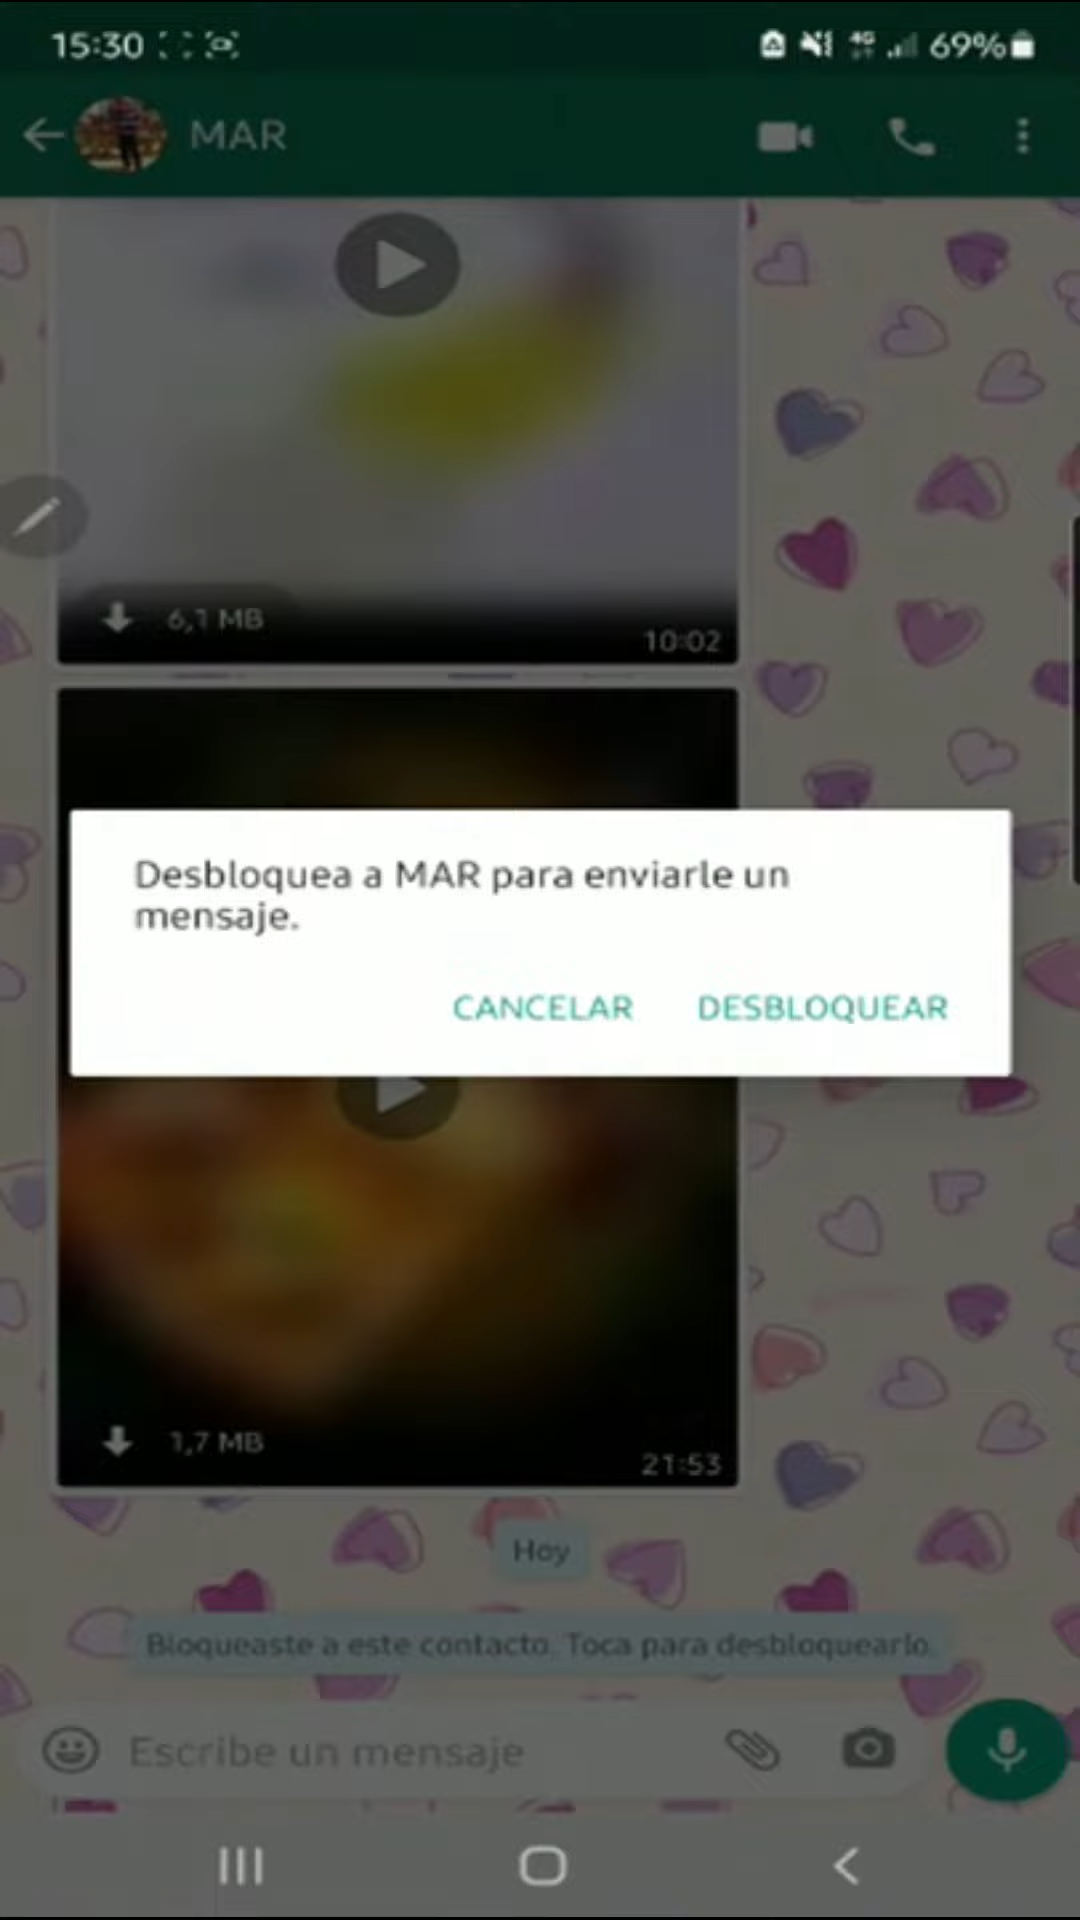 15:30
4G
69%
MAR
6,1 MB
10:02
Desbloquea a MAR para enviarle un
mensaje.
CANCELAR DESBLOQUEAR
1,7 MB
21:53
Hoy
Bloqueaste a este contacto. Toca para desbloquearlo.
Escribe un mensaje